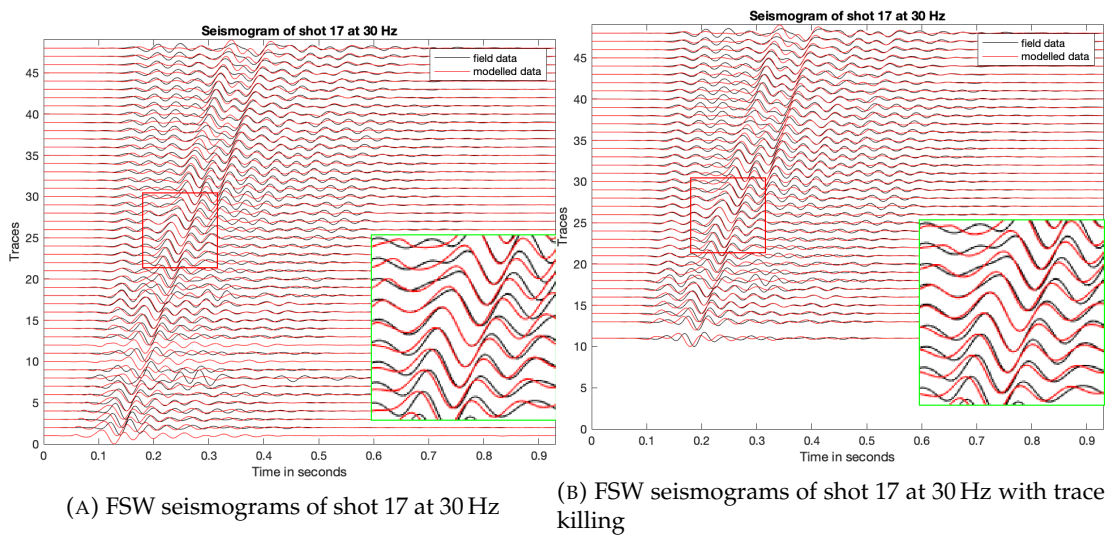 Seismogram of shot 17 at 30 Hz
field data
modelled data
45
40
35
30
25
20
15
10
5
0
Traces
0 0.1 0.2 0.3 0.4 0.5 0.6 0.7 0.8 0.9
Time in seconds
(A) FSW seismograms of shot 17 at 30 Hz
Seismogram of shot 17 at 30 Hz
field data
modelled data
45
40
35
30
25
20
15
10
5
0
Traces
0 0.1 0.2 0.3 0.4 0.5 0.6 0.7 0.8 0.9
Time in seconds
(B) FSW seismograms of shot 17 at 30 Hz with trace
killing